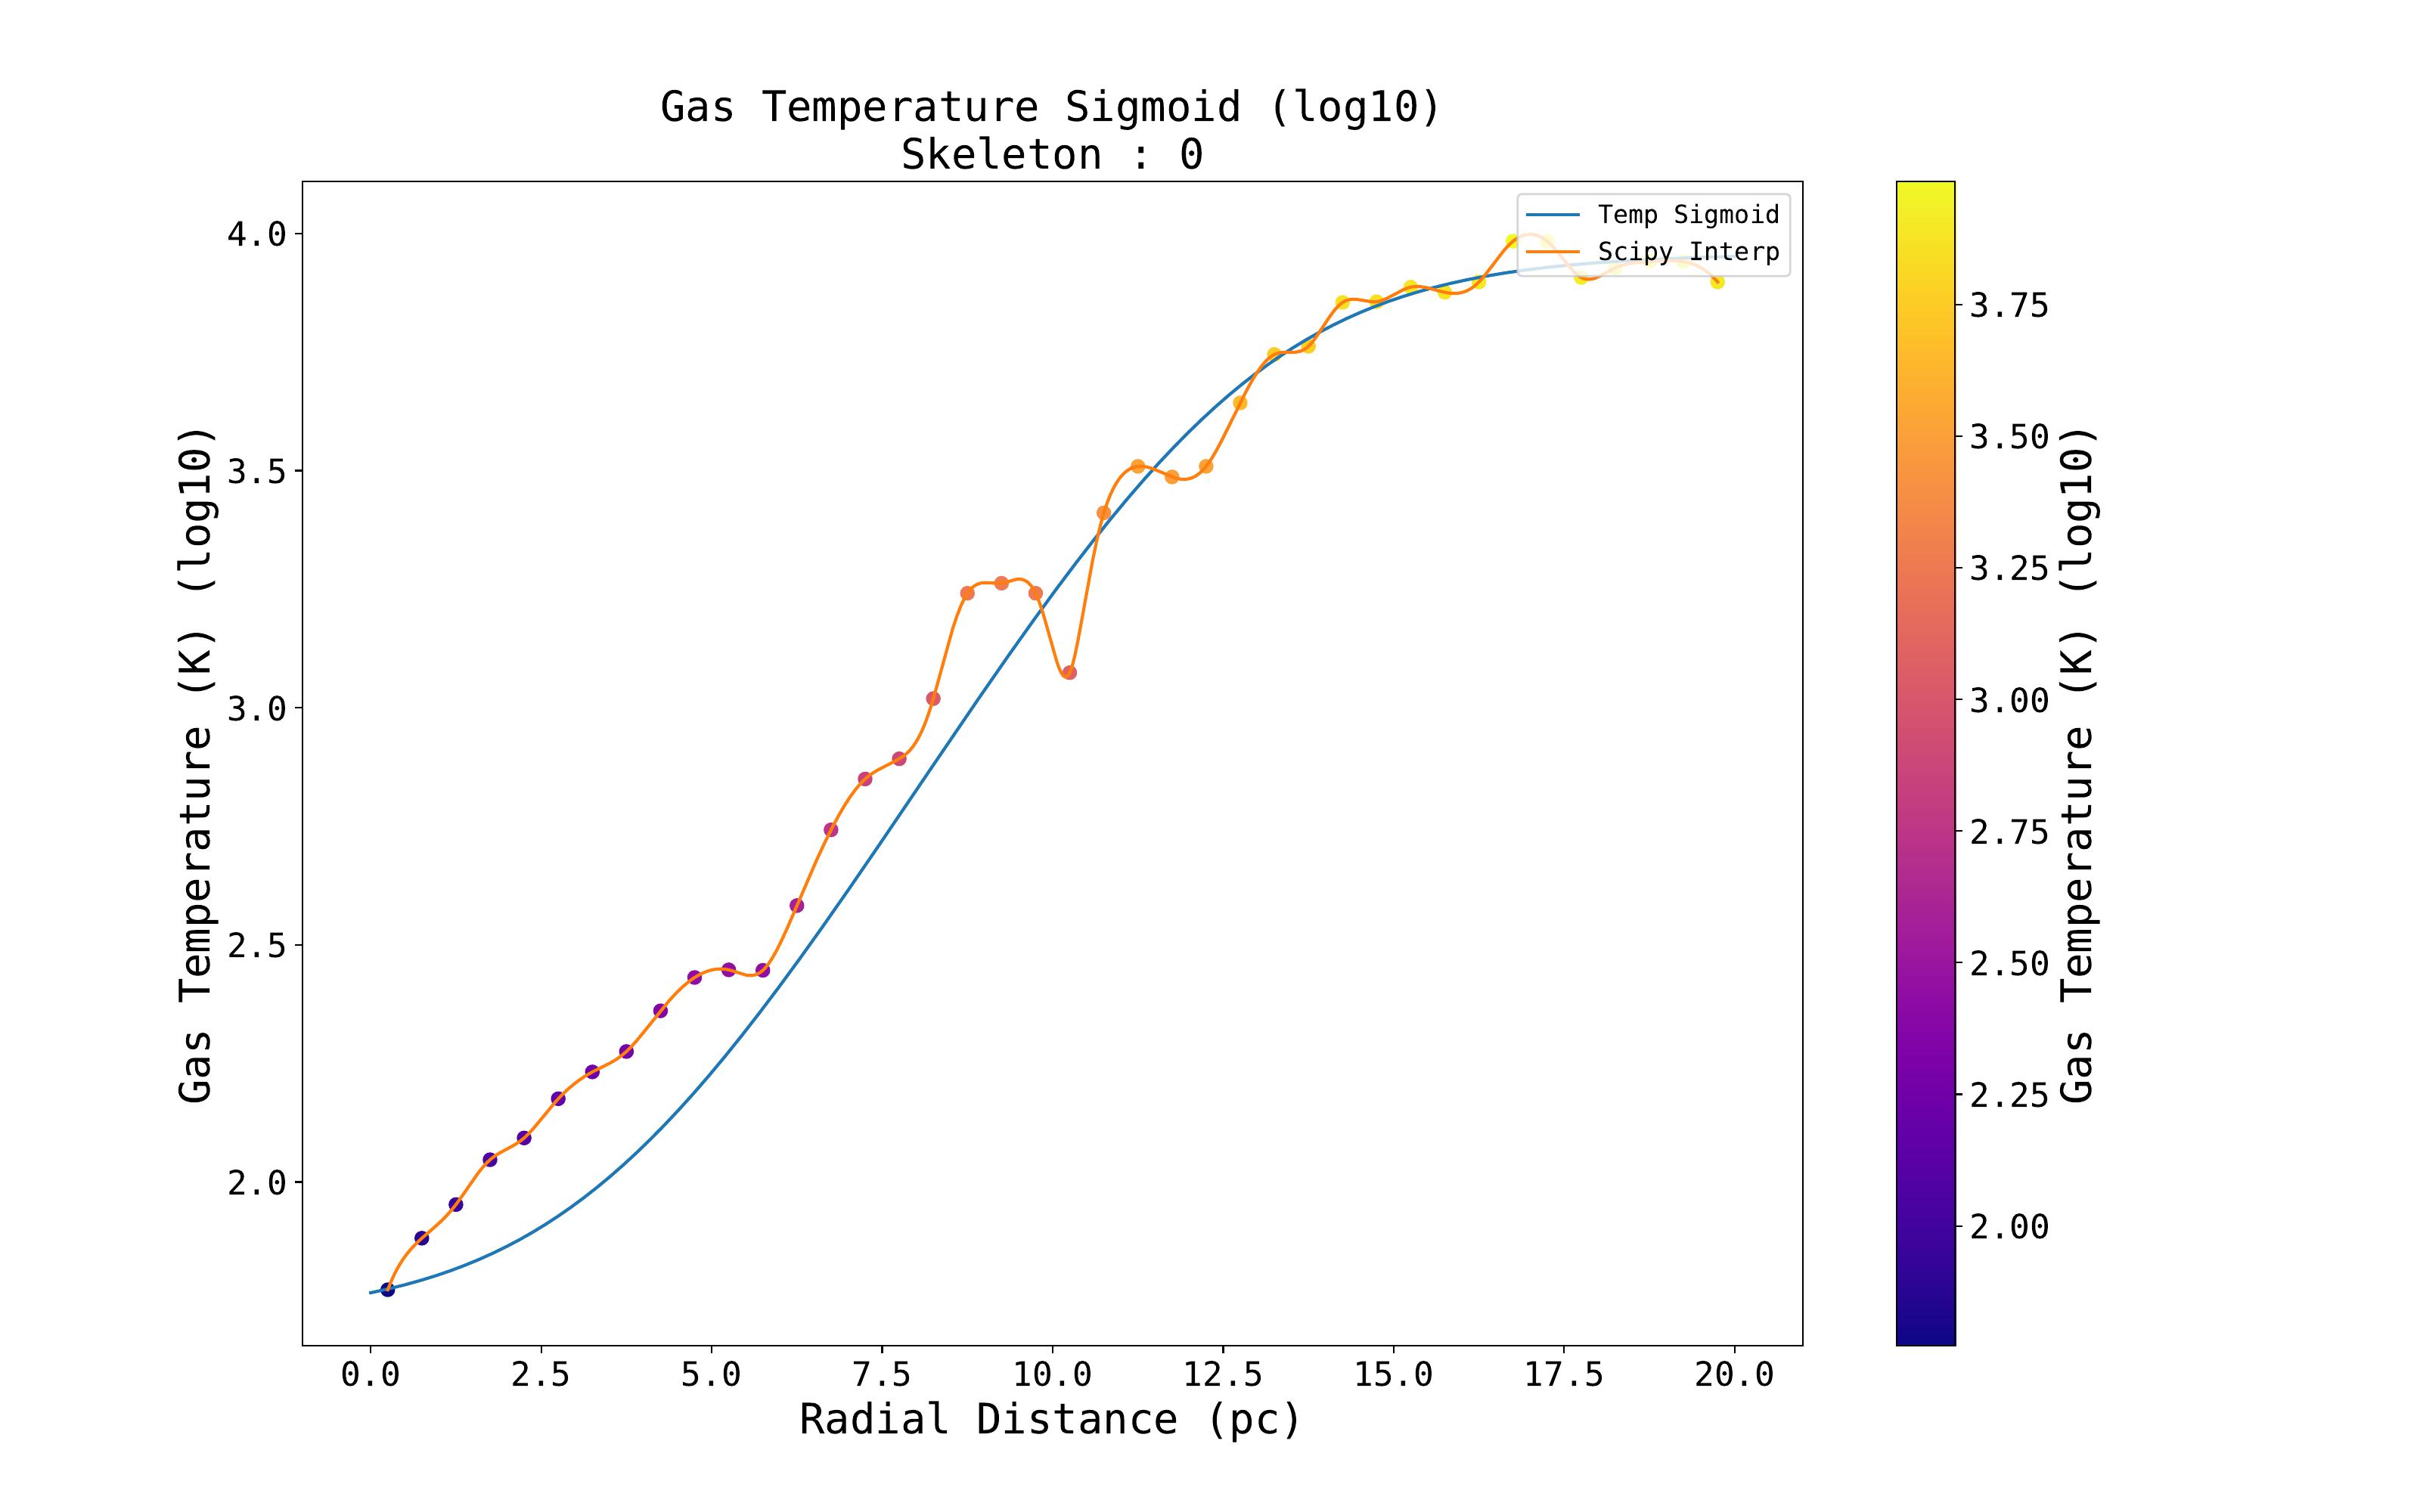 Gas Temperature Sigmoid (log10)
Skeleton : 0
Temp Sigmoid
Scipy Interp
Gas Temperature (K) (log10)
4.0
3.5
3.0
2.5
2.0
0.0 2.5 5.0 7.5 10.0 12.5 15.0 17.5 20.0
Radial Distance (pc)
3.75
3.50
3.25
3.00
2.75
2.50
2.25
2.00
Gas Temperature (K) (log10)